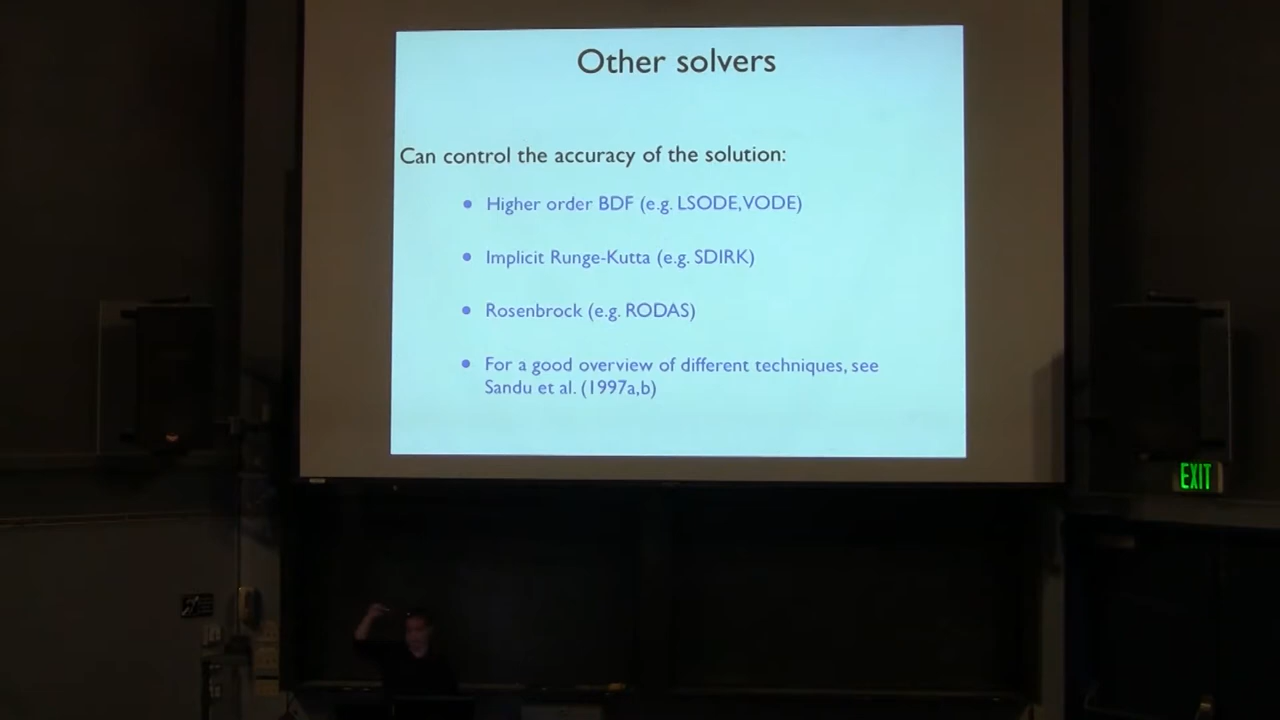 Other solvers
Can control the accuracy of the solution:
• Higher order BDF (e.g. LSODE,VODE)
• Implicit Runge-Kutta (e.g. SDIRK)
• Rosenbrock (e.g. RODAS)
• For a good overview of different techniques, see
Sandu et al. (1997a,b)
EXIT